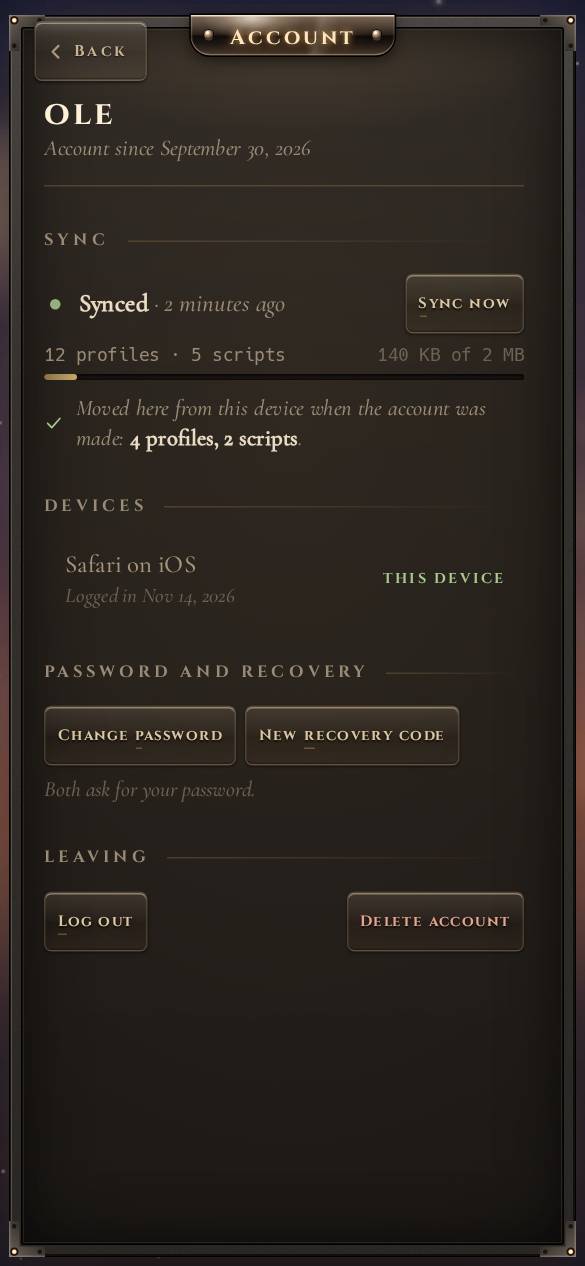 Back
Account
OLE
Account since September 30, 2026
SYNC
Synced · 2 minutes ago
Sync now
12 profiles · 5 scripts
140 KB of 2 MB
Moved here from this device when the account was
made: 4 profiles, 2 scripts.
DEVICES
Safari on iOS
THIS DEVICE
Logged in Nov 14, 2026
PASSWORD AND RECOVERY
Change password
New recovery code
Both ask for your password.
LEAVING
Log out
Delete account